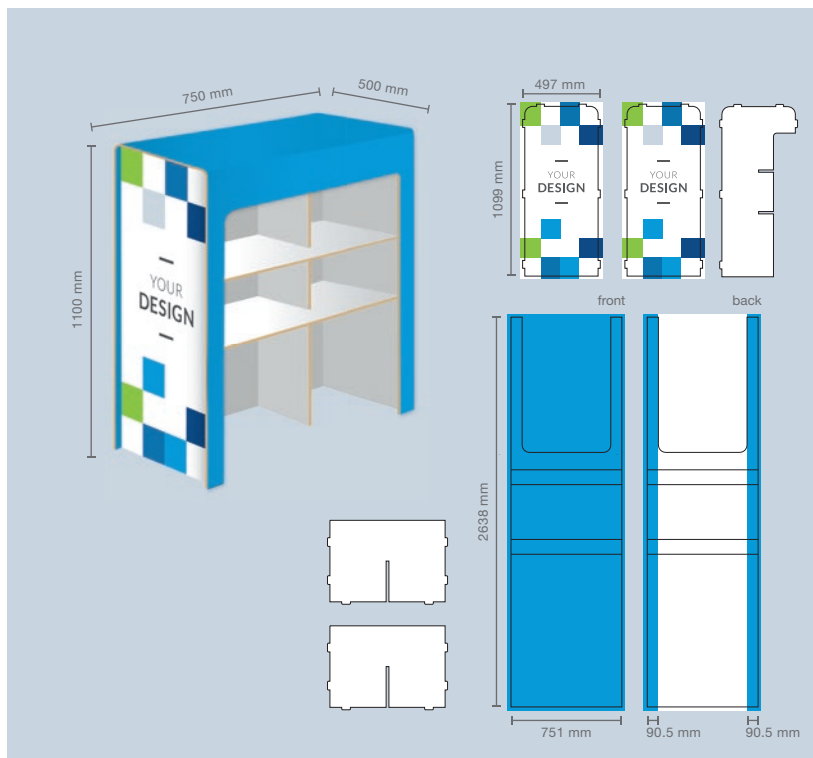 750 mm
500 mm
1100 mm
YOUR
DESIGN
497 mm
1099 mm
YOUR
DESIGN
YOUR
DESIGN
front
back
2638 mm
751 mm
90.5 mm
90.5 mm